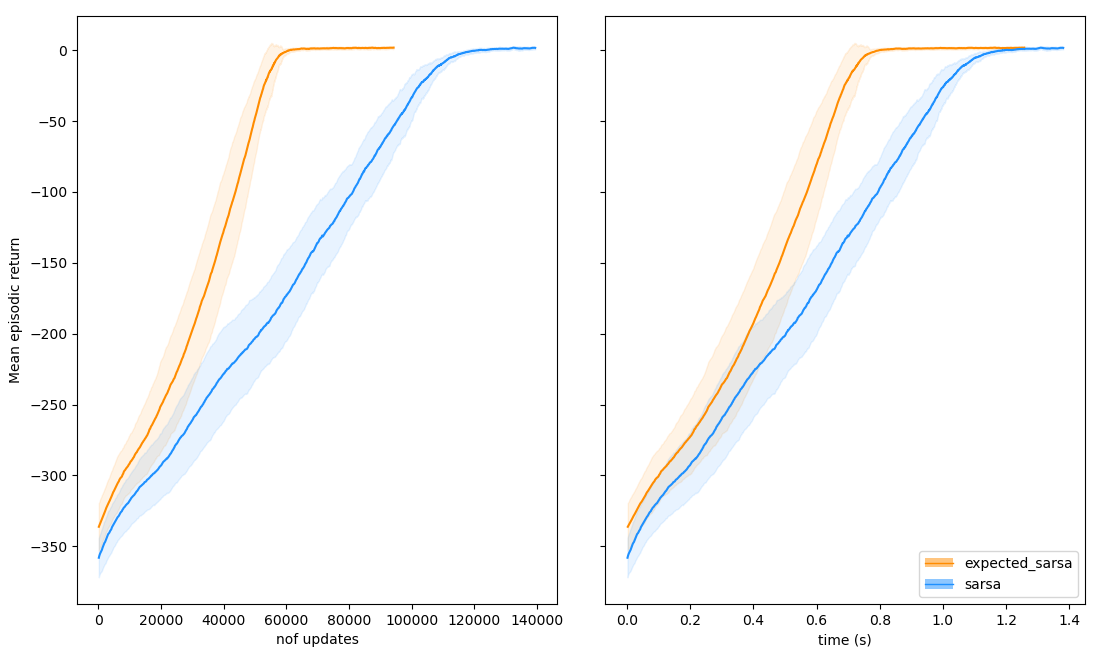 Mean episodic return
0
−50
−100
−150
−200
−250
−300
−350
0 20000 40000 60000 80000 100000 120000 140000
nof updates
0.0 0.2 0.4 0.6 0.8 1.0 1.2 1.4
time (s)
expected_sarsa
sarsa